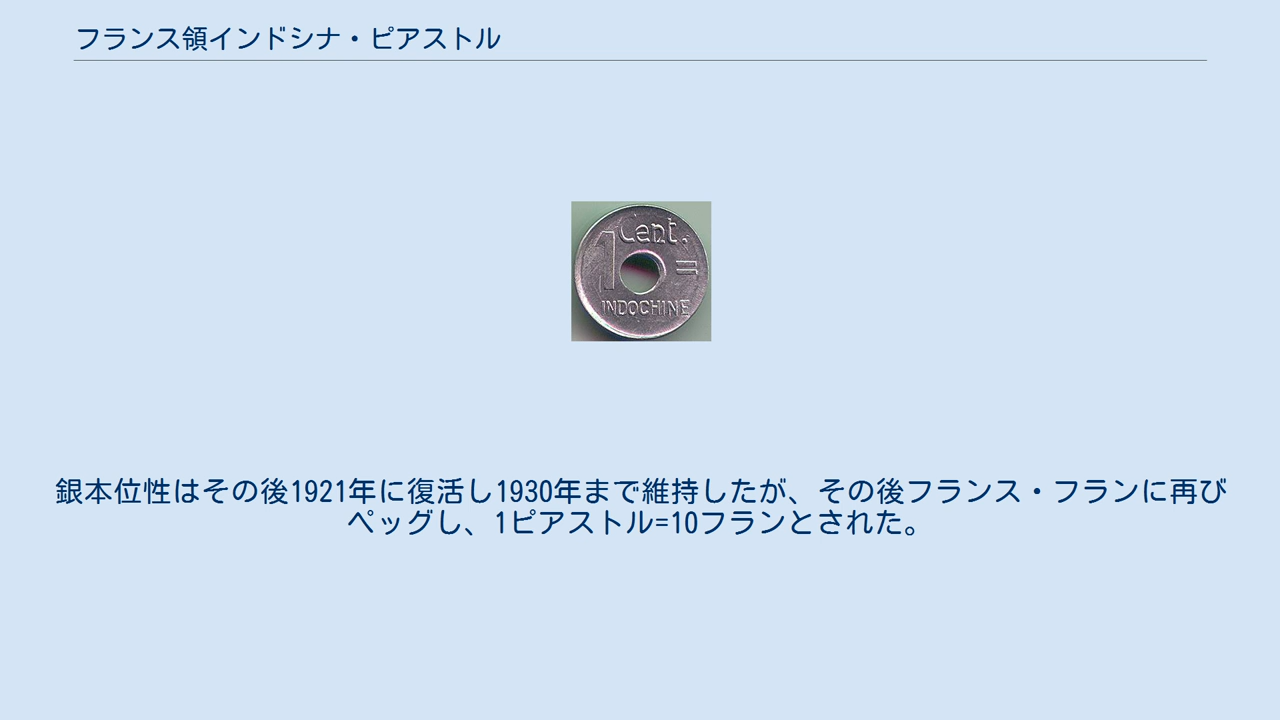 フランス領インドシナ・ピアストル
1 Cent.
INDOCHINE
銀本位性はその後1921年に復活し1930年まで維持したが、その後フランス・フランに再び
ペッグし、1ピアストル=10フランとされた。